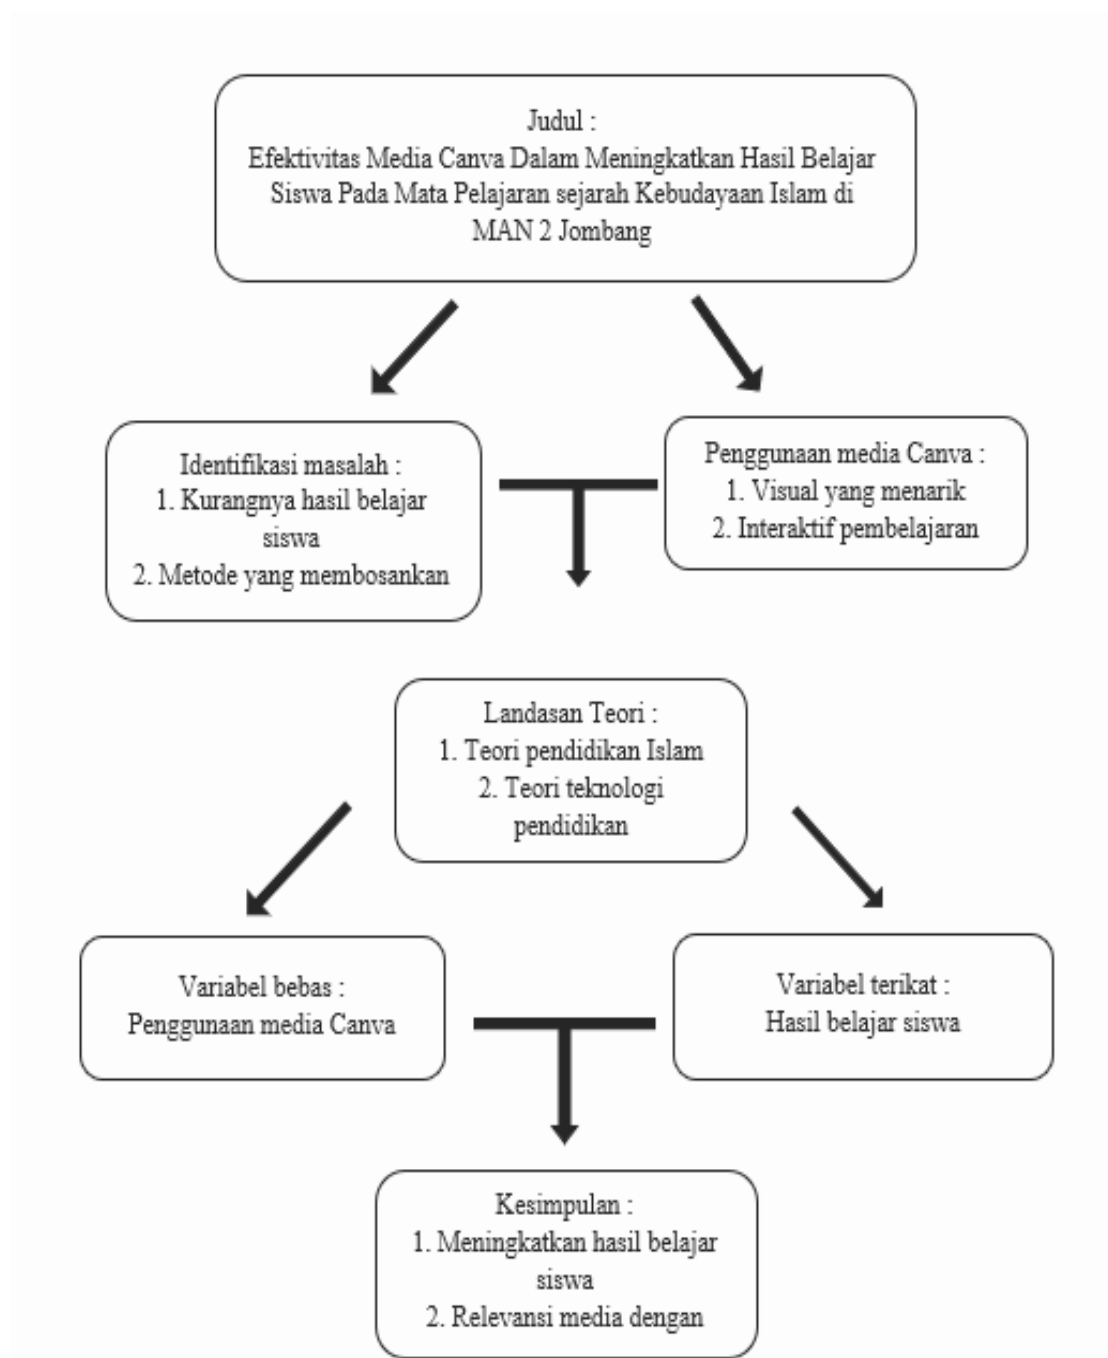 Judul :
Efektivitas Media Canva Dalam Meningkatkan Hasil Belajar
Siswa Pada Mata Pelajaran sejarah Kebudayaan Islam di
MAN 2 Jombang
Identifikasi masalah :
1. Kurangnya hasil belajar
siswa
2. Metode yang membosankan
Penggunaan media Canva :
1. Visual yang menarik
2. Interaktif pembelajaran
Landasan Teori :
1. Teori pendidikan Islam
2. Teori teknologi
pendidikan
Variabel bebas :
Penggunaan media Canva
Variabel terikat :
Hasil belajar siswa
Kesimpulan :
1. Meningkatkan hasil belajar
siswa
2. Relevansi media dengan